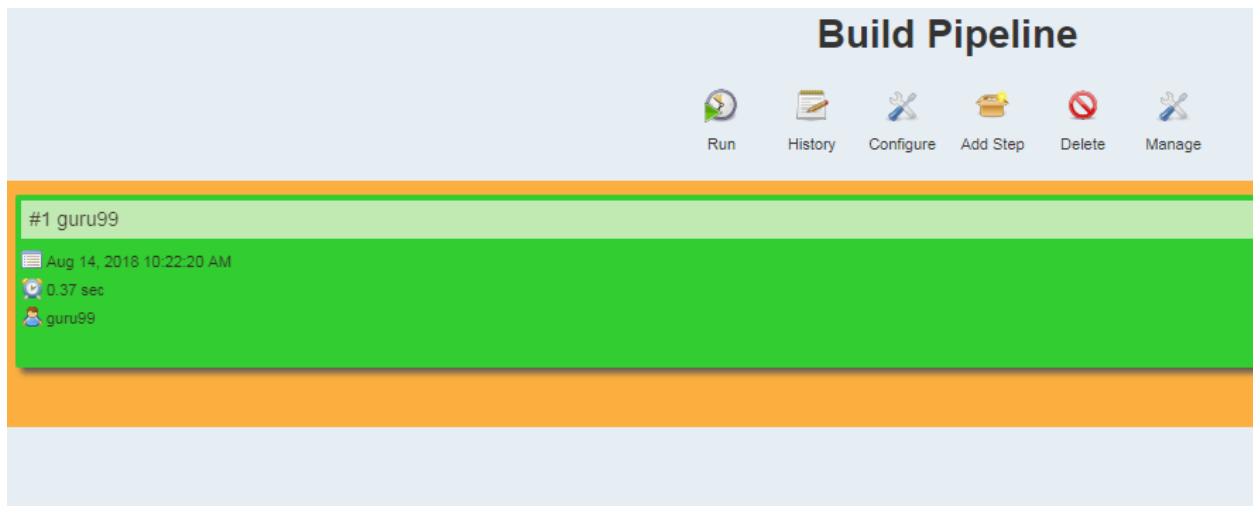 Build Pipeline
Run History Configure Add Step Delete Manage
#1 guru99
Aug 14, 2018 10:22:20 AM
0.37 sec
guru99